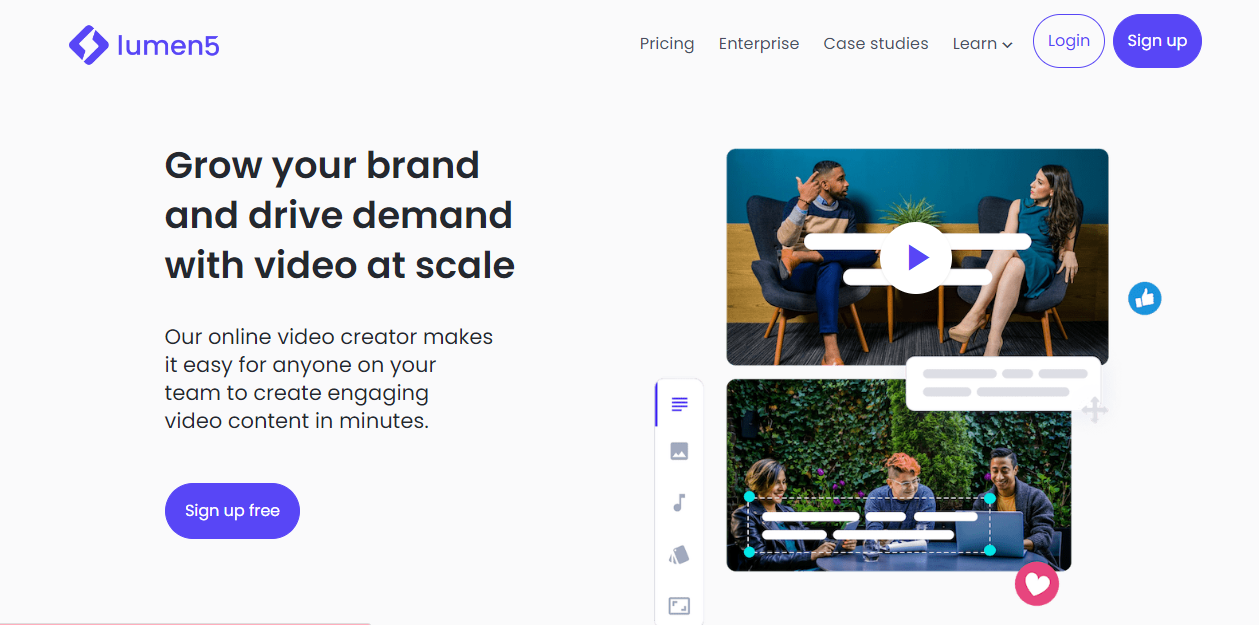 lumen5
Pricing
Enterprise
Case studies
Learn
Login
Sign up
Grow your brand
and drive demand
with video at scale
Our online video creator makes
it easy for anyone on your
team to create engaging
video content in minutes.
Sign up free